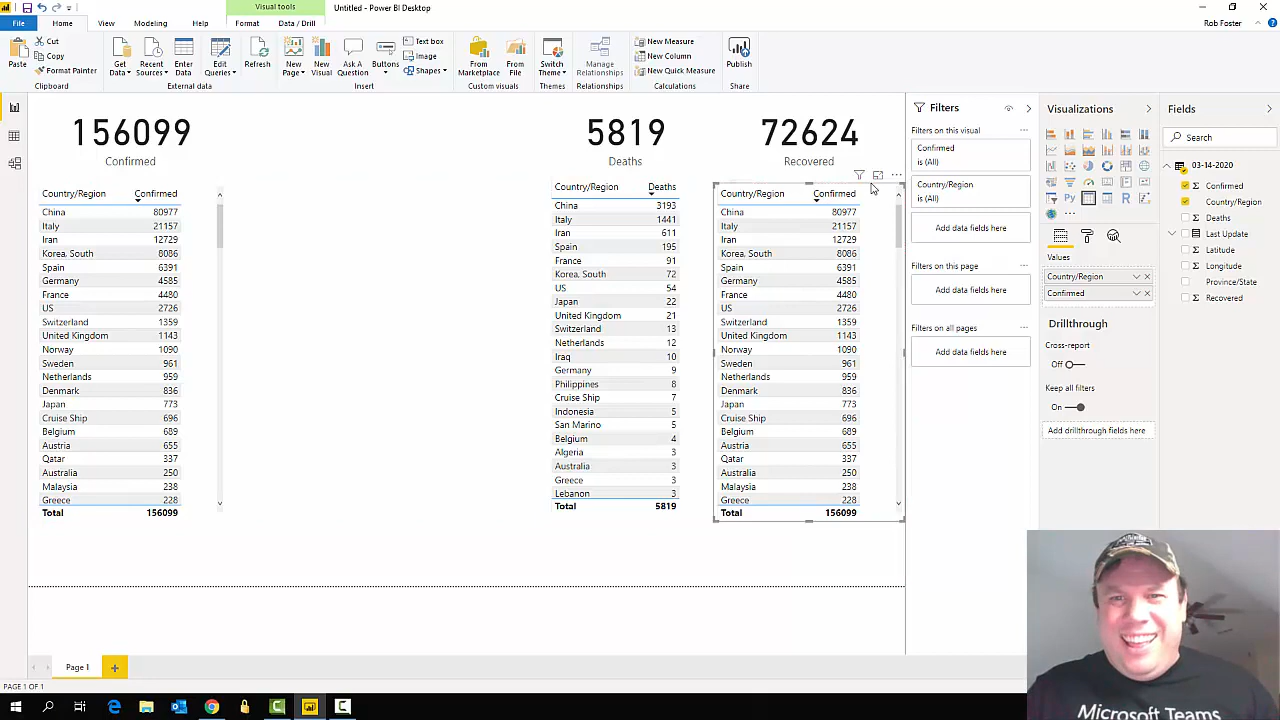 Visual tools
Untitled - Power BI Desktop
Rob Foster
File
Home
View
Modeling
Help
Format
Data / Drill
Paste
Cut
Copy
Format Painter
Clipboard
Get Data
Recent Sources
Enter Data
Edit Queries
External data
Refresh
New Page
New Visual
Ask A Question
Buttons
Text box
Image
Shapes
Insert
From Marketplace
From File
Custom visuals
Switch Theme
Themes
Manage Relationships
Relationships
New Measure
New Column
New Quick Measure
Calculations
Publish
Share
156099
Confirmed
5819
Deaths
72624
Recovered
Country/Region Confirmed
China 80977
Italy 21157
Iran 12729
Korea, South 8086
Spain 6391
Germany 4585
France 4480
US 2726
Switzerland 1359
United Kingdom 1143
Norway 1090
Sweden 961
Netherlands 959
Denmark 836
Japan 773
Cruise Ship 696
Belgium 689
Austria 655
Qatar 337
Australia 250
Malaysia 238
Greece 228
Total 156099
Country/Region Deaths
China 3193
Italy 1441
Iran 611
Spain 195
France 91
Korea, South 72
US 54
Japan 22
United Kingdom 21
Switzerland 13
Netherlands 12
Iraq 10
Germany 9
Philippines 8
Cruise Ship 7
Indonesia 5
San Marino 5
Belgium 4
Algeria 3
Australia 3
Greece 3
Lebanon 3
Total 5819
Country/Region Confirmed
China 80977
Italy 21157
Iran 12729
Korea, South 8086
Spain 6391
Germany 4585
France 4480
US 2726
Switzerland 1359
United Kingdom 1143
Norway 1090
Sweden 961
Netherlands 959
Denmark 836
Japan 773
Cruise Ship 696
Belgium 689
Austria 655
Qatar 337
Australia 250
Malaysia 238
Greece 228
Total 156099
Filters
Filters on this visual
Confirmed
is (All)
Country/Region
is (All)
Add data fields here
Filters on this page
Add data fields here
Filters on all pages
Add data fields here
Visualizations
Values
Country/Region
Confirmed
Drillthrough
Cross-report
Off
Keep all filters
On
Add drillthrough fields here
Fields
Search
03-14-2020
Confirmed
Country/Region
Deaths
Last Update
Latitude
Longitude
Province/State
Recovered
Microsoft Teams
Page 1
PAGE 1 OF 1